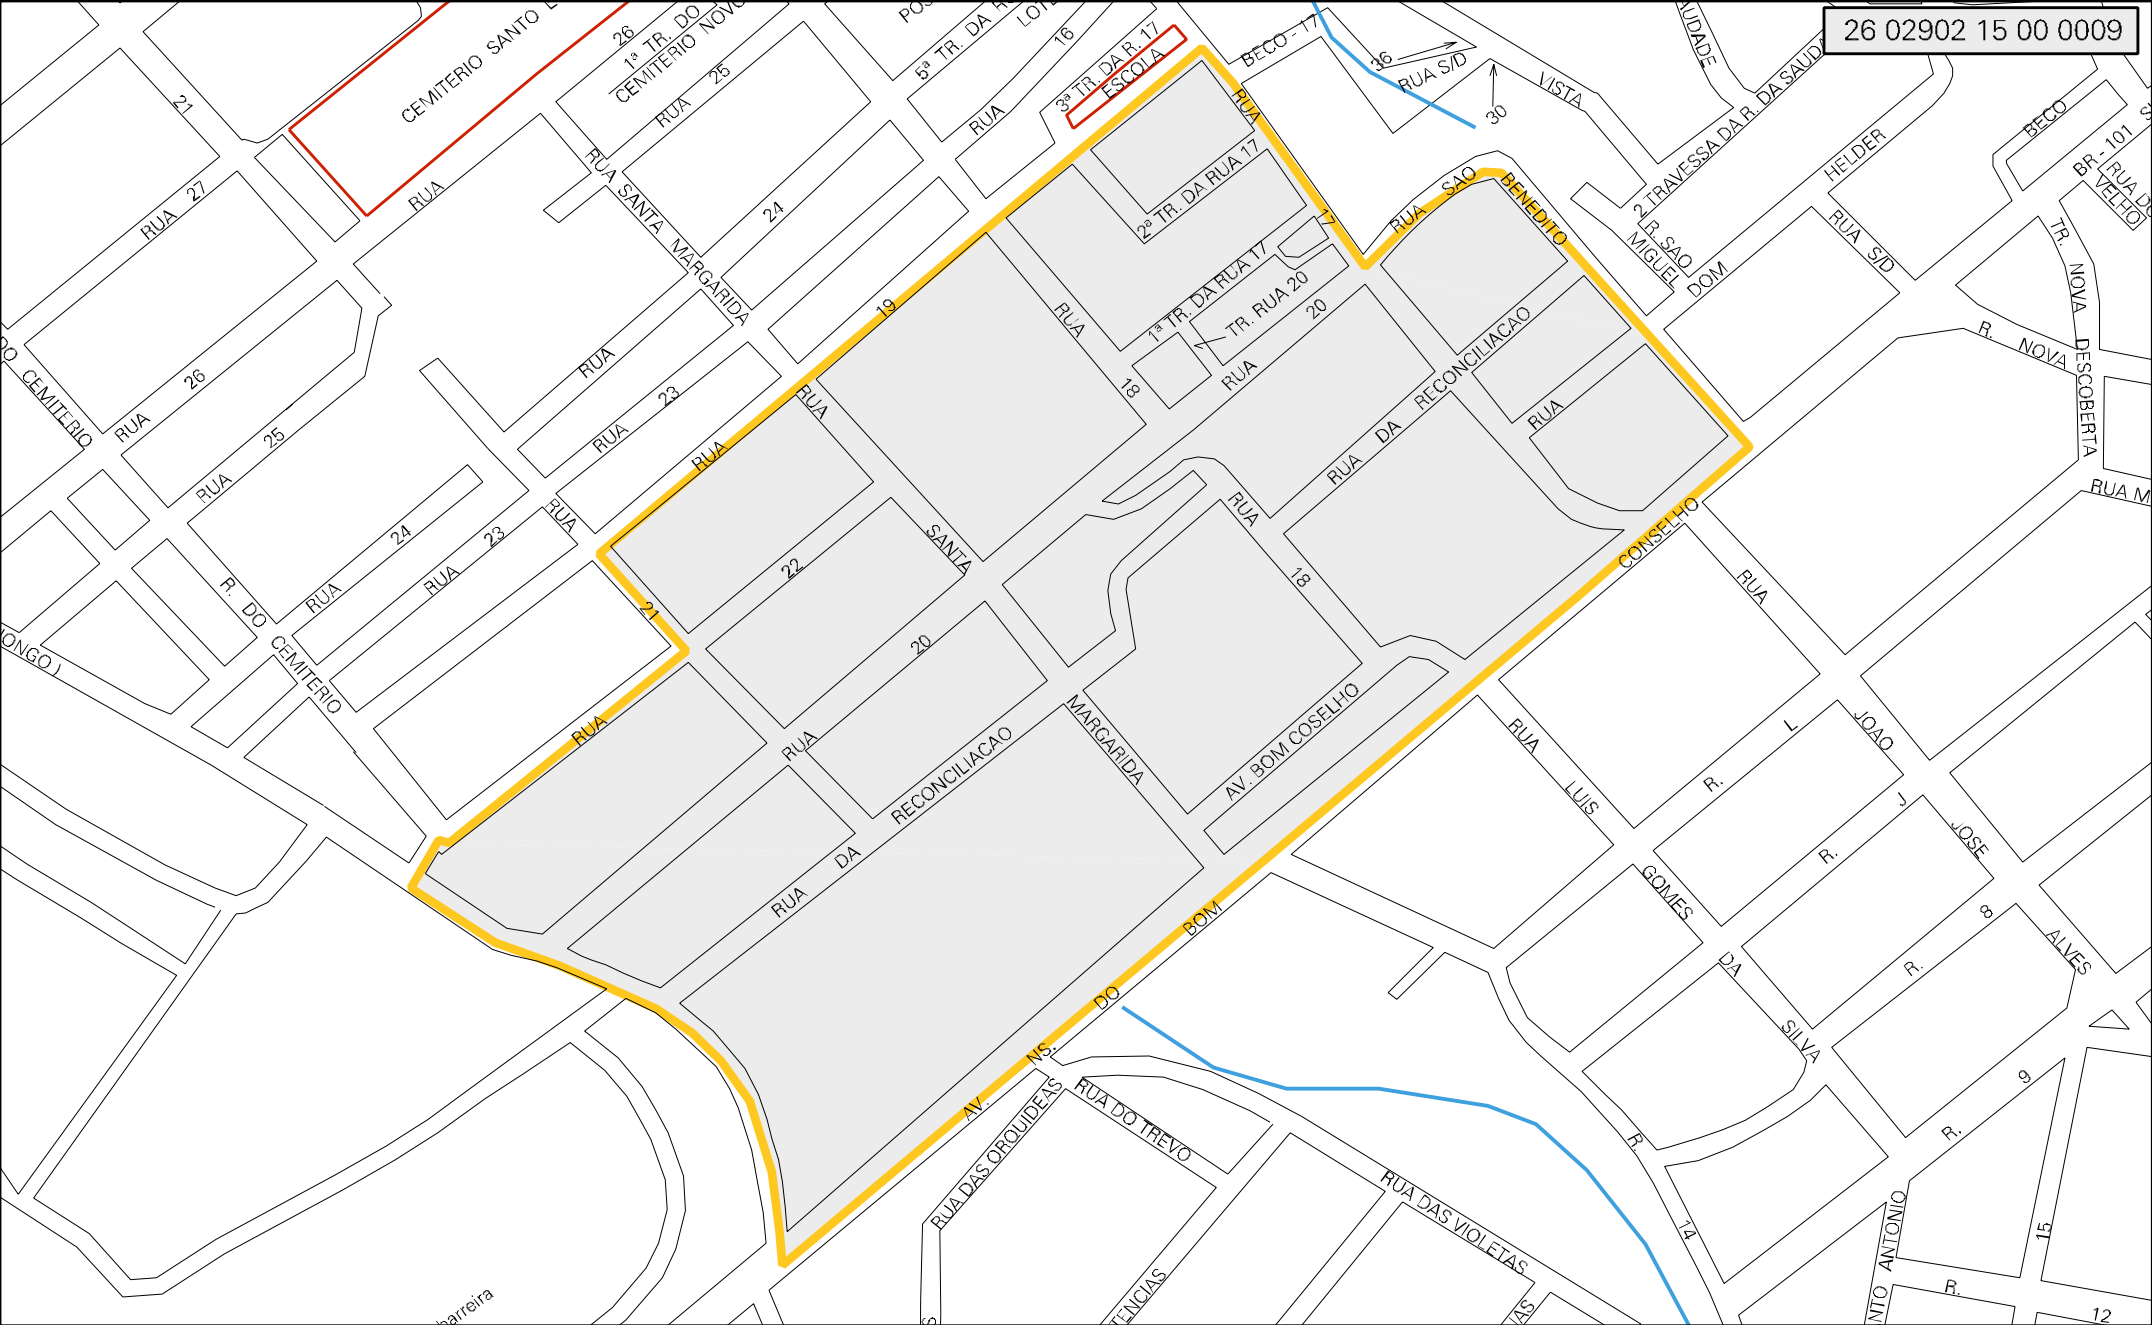 26 02902 15 00 0009
CEMITERIO SANTO
26
1ª TR. DO
CEMITERIO NOVO
RUA 25
5ª TR. DA
16
RUA
3ª TR. DA R. 17
ESCOLA
BECO - 17
36
RUA S/D
30
VISTA
2 TRAVESSA DA R. DA SAUDA
HELDER
BECO
BR - 101
VELHO
21
RUA 27
RUA
RUA SANTA MARGARIDA
24
RUA 17
2ª TR. DA RUA 17
1ª TR. DA RUA 17
TR. RUA 20
RUA 20
RUA SAO BENEDITO
R. SAO
MIGUEL
DOM
RUA S/D
TR. NOVA DESCOBERTA
R. NOVA
RUA M
DO CEMITERIO
RUA 26
RUA 25
RUA 24
RUA 23
RUA
RUA 23
RUA 19
RUA 21
RUA 18
RUA SANTA MARGARIDA
22
RUA 20
RUA DA RECONCILIACAO
RUA
RUA 18
R. DO CEMITERIO
RUA
RUA DA RECONCILIACAO
AV. BOM COSELHO
AV. NS. DO BOM CONSELHO
RUA JOAO JOSE ALVES
RUA LUIS GOMES DA SILVA
R. L
R. J
R. 8
R. 9
R. 14
15
R. 12
ANTONIO
RUA DAS ORQUIDEAS
RUA DO TREVO
RUA DAS VIOLETAS